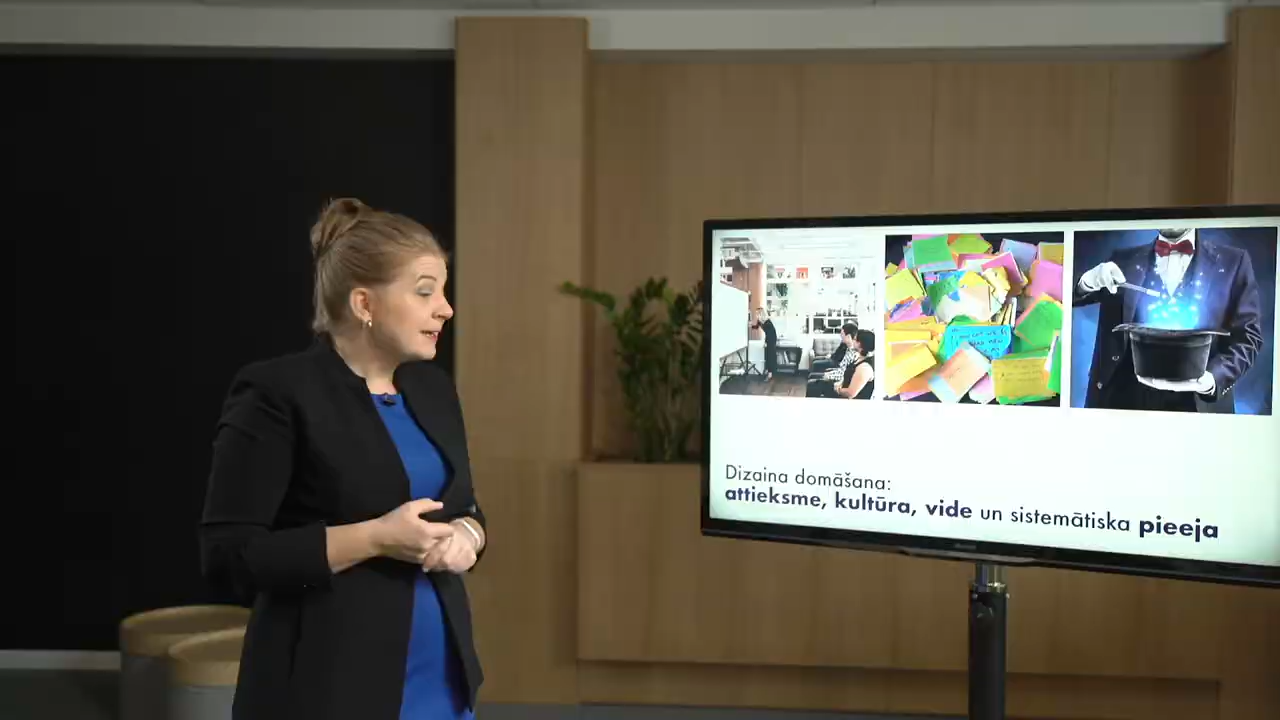 Dizaina domāšana:
attieksme, kultūra, vide un sistemātiska pieeja